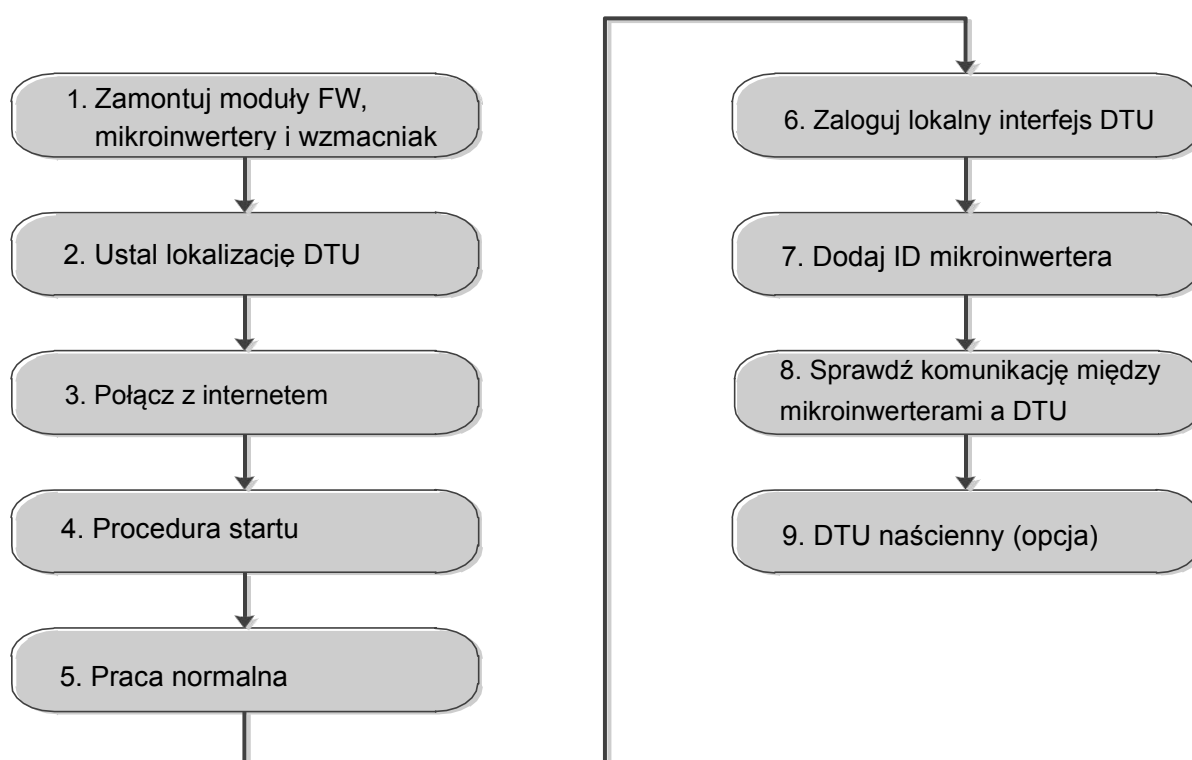 1. Zamontuj moduły FW,
mikroinwertery i wzmacniak
2. Ustal lokalizację DTU
3. Połącz z internetem
4. Procedura startu
5. Praca normalna
6. Zaloguj lokalny interfejs DTU
7. Dodaj ID mikroinwertera
8. Sprawdź komunikację między
mikroinwerterami a DTU
9. DTU naścienny (opcja)